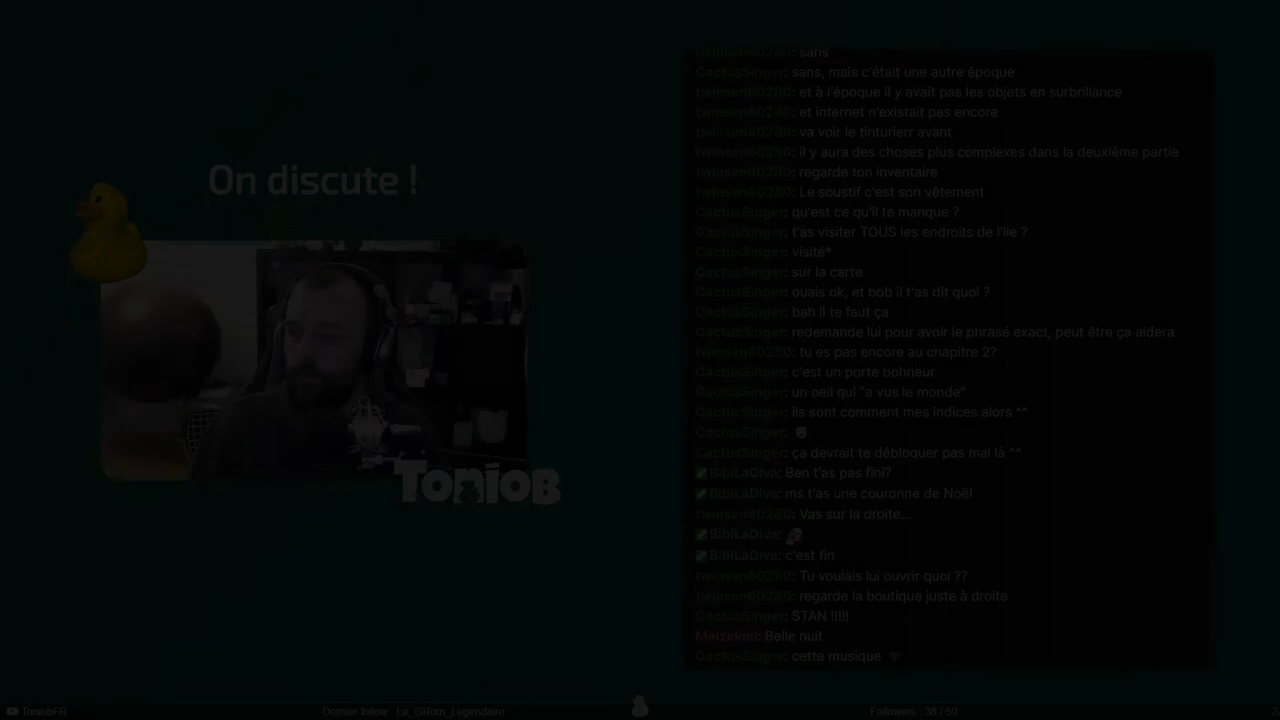 On discute !
TonioB
twinsen60280: sans
CactusSinger: sans, mais c'était une autre époque
twinsen60280: et à l'époque il y avait pas les objets en surbrillance
twinsen60280: et internet n'existait pas encore
twinsen60280: va voir le tinturierr avant
twinsen60280: il y aura des choses plus complexes dans la deuxième partie
twinsen60280: regarde ton inventaire
twinsen60280: Le soustif c'est son vêtement
CactusSinger: qu'est ce qu'il te manque ?
CactusSinger: t'as visiter TOUS les endroits de l'ile ?
CactusSinger: visité*
CactusSinger: sur la carte
CactusSinger: ouais ok, et bob il t'as dit quoi ?
CactusSinger: bah il te faut ça
CactusSinger: redemande lui pour avoir le phrasé exact, peut être ça aidera
twinsen60280: tu es pas encore au chapitre 2?
CactusSinger: c'est un porte bohneur
CactusSinger: un oeil qui "a vus le monde"
CactusSinger: ils sont comment mes indices alors ^^
CactusSinger:
CactusSinger: ça devrait te débloquer pas mal là ^^
BibiLaDiva: Ben t'as pas fini?
BibiLaDiva: ms t'as une couronne de Noël
twinsen60280: Vas sur la droite...
BibiLaDiva:
BibiLaDiva: c'est fin
twinsen60280: Tu voulais lui ouvrir quoi ??
twinsen60280: regarde la boutique juste à droite
CactusSinger: STAN !!!!!
Meizekiel: Belle nuit
CactusSinger: cette musique
ToniobFR
Dernier follow : Le_GRom_Legendaire
Followers : 38 / 50